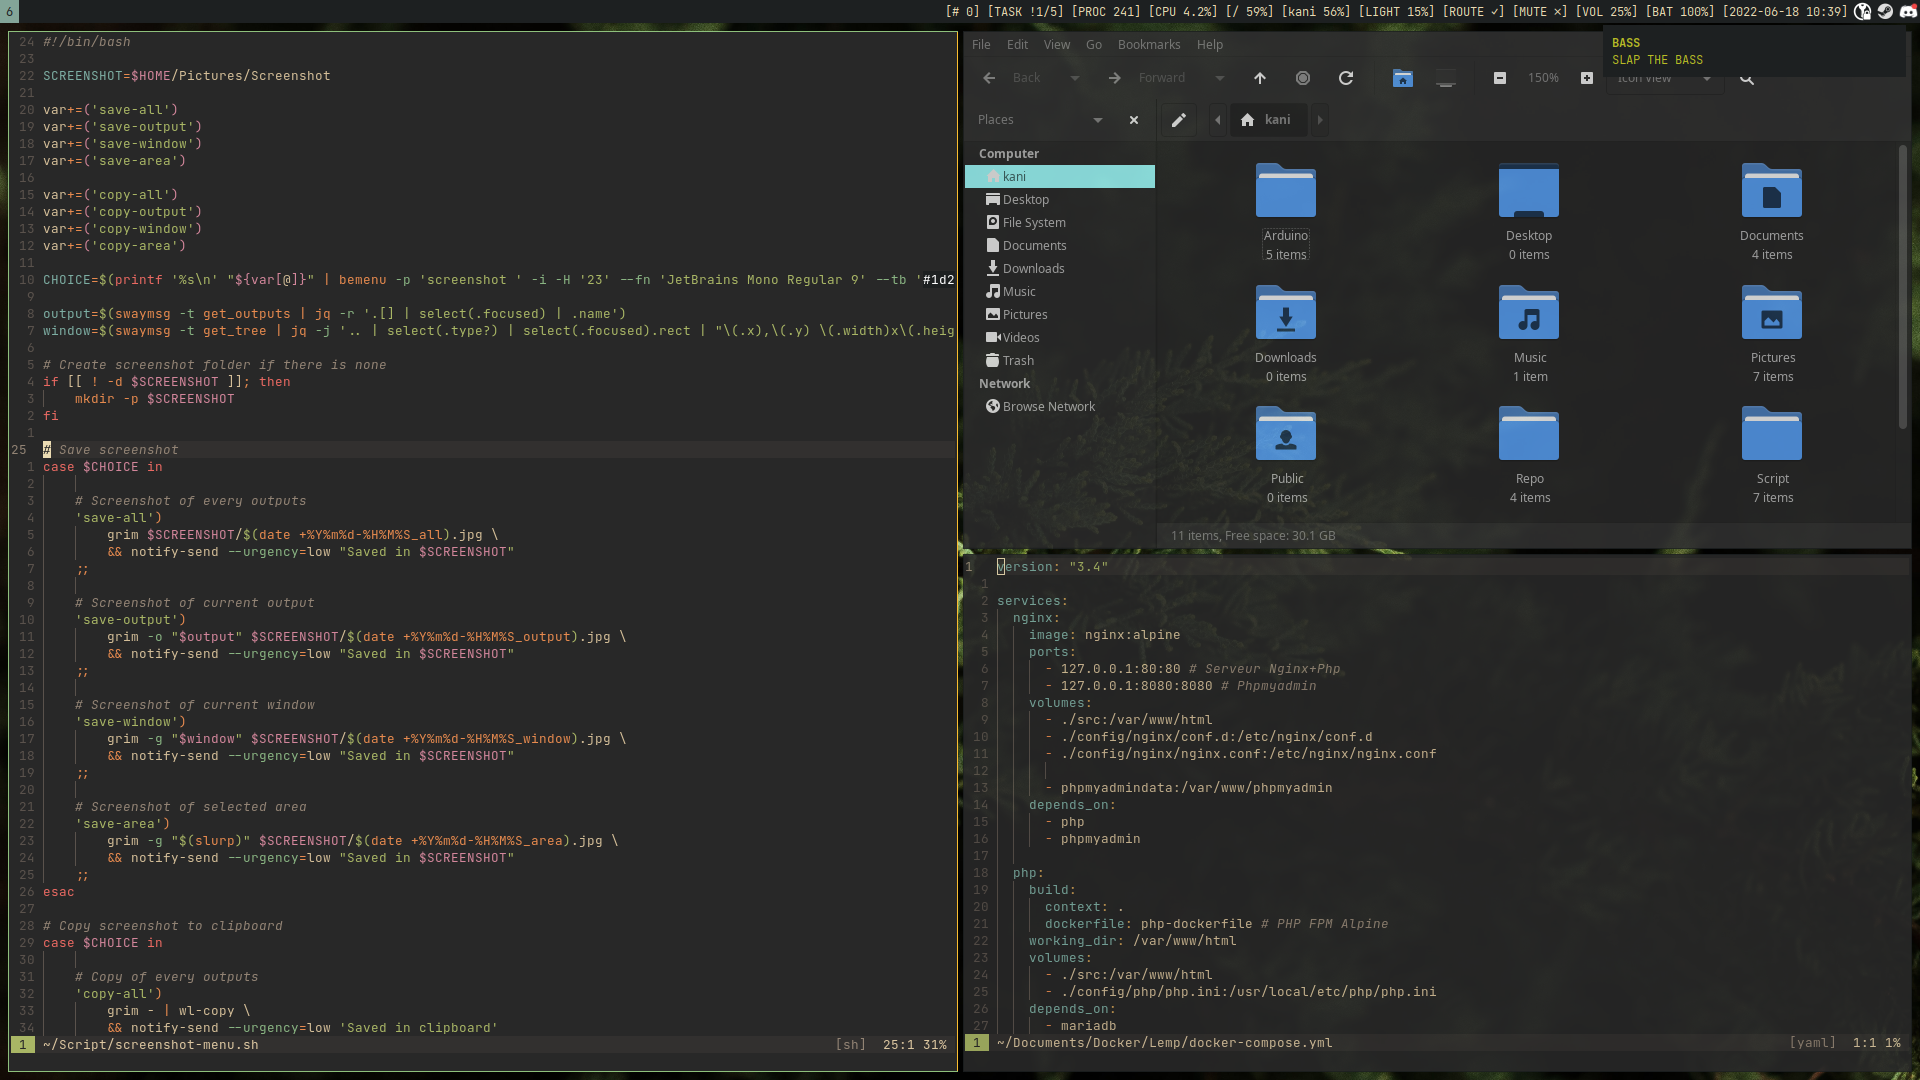 6
[# 0] [TASK !1/5] [PROC 241] [CPU 4.2%] [/ 59%] [kani 56%] [LIGHT 15%] [ROUTE ✓] [MUTE ×] [VOL 25%] [BAT 100%] [2022-06-18 10:39]
24 #!/bin/bash
23
22 SCREENSHOT=$HOME/Pictures/Screenshot
21
20 var+=('save-all')
19 var+=('save-output')
18 var+=('save-window')
17 var+=('save-area')
16
15 var+=('copy-all')
14 var+=('copy-output')
13 var+=('copy-window')
12 var+=('copy-area')
11
10 CHOICE=$(printf '%s\n' "${var[@]}" | bemenu -p 'screenshot ' -i -H '23' --fn 'JetBrains Mono Regular 9' --tb '#1d2
9
8 output=$(swaymsg -t get_outputs | jq -r '.[] | select(.focused) | .name')
7 window=$(swaymsg -t get_tree | jq -j '.. | select(.type?) | select(.focused).rect | "\(.x),\(.y) \(.width)x\(.heig
6
5 # Create screenshot folder if there is none
4 if [[ ! -d $SCREENSHOT ]]; then
3 mkdir -p $SCREENSHOT
2 fi
1
25 # Save screenshot
1 case $CHOICE in
2
3 # Screenshot of every outputs
4 'save-all')
5 grim $SCREENSHOT/$(date +%Y%m%d-%H%M%S_all).jpg \
6 && notify-send --urgency=low "Saved in $SCREENSHOT"
7 ;;
8
9 # Screenshot of current output
10 'save-output')
11 grim -o "$output" $SCREENSHOT/$(date +%Y%m%d-%H%M%S_output).jpg \
12 && notify-send --urgency=low "Saved in $SCREENSHOT"
13 ;;
14
15 # Screenshot of current window
16 'save-window')
17 grim -g "$window" $SCREENSHOT/$(date +%Y%m%d-%H%M%S_window).jpg \
18 && notify-send --urgency=low "Saved in $SCREENSHOT"
19 ;;
20
21 # Screenshot of selected area
22 'save-area')
23 grim -g "$(slurp)" $SCREENSHOT/$(date +%Y%m%d-%H%M%S_area).jpg \
24 && notify-send --urgency=low "Saved in $SCREENSHOT"
25 ;;
26 esac
27
28 # Copy screenshot to clipboard
29 case $CHOICE in
30
31 # Copy of every outputs
32 'copy-all')
33 grim - | wl-copy \
34 && notify-send --urgency=low 'Saved in clipboard'
1 ~/Script/screenshot-menu.sh [sh] 25:1 31%
File Edit View Go Bookmarks Help
BASS
SLAP THE BASS
Back Forward 150% Icon View
Places kani
Computer
kani
Desktop
File System
Documents
Downloads
Music
Pictures
Videos
Trash
Network
Browse Network
Arduino
5 items
Desktop
0 items
Documents
4 items
Downloads
0 items
Music
1 item
Pictures
7 items
Public
0 items
Repo
4 items
Script
7 items
11 items, Free space: 30.1 GB
1 version: "3.4"
1
2 services:
3 nginx:
4 image: nginx:alpine
5 ports:
6 - 127.0.0.1:80:80 # Serveur Nginx+Php
7 - 127.0.0.1:8080:8080 # Phpmyadmin
8 volumes:
9 - ./src:/var/www/html
10 - ./config/nginx/conf.d:/etc/nginx/conf.d
11 - ./config/nginx/nginx.conf:/etc/nginx/nginx.conf
12
13 - phpmyadmindata:/var/www/phpmyadmin
14 depends_on:
15 - php
16 - phpmyadmin
17
18 php:
19 build:
20 context: .
21 dockerfile: php-dockerfile # PHP FPM Alpine
22 working_dir: /var/www/html
23 volumes:
24 - ./src:/var/www/html
25 - ./config/php/php.ini:/usr/local/etc/php/php.ini
26 depends_on:
27 - mariadb
1 ~/Documents/Docker/Lemp/docker-compose.yml [yaml] 1:1 1%